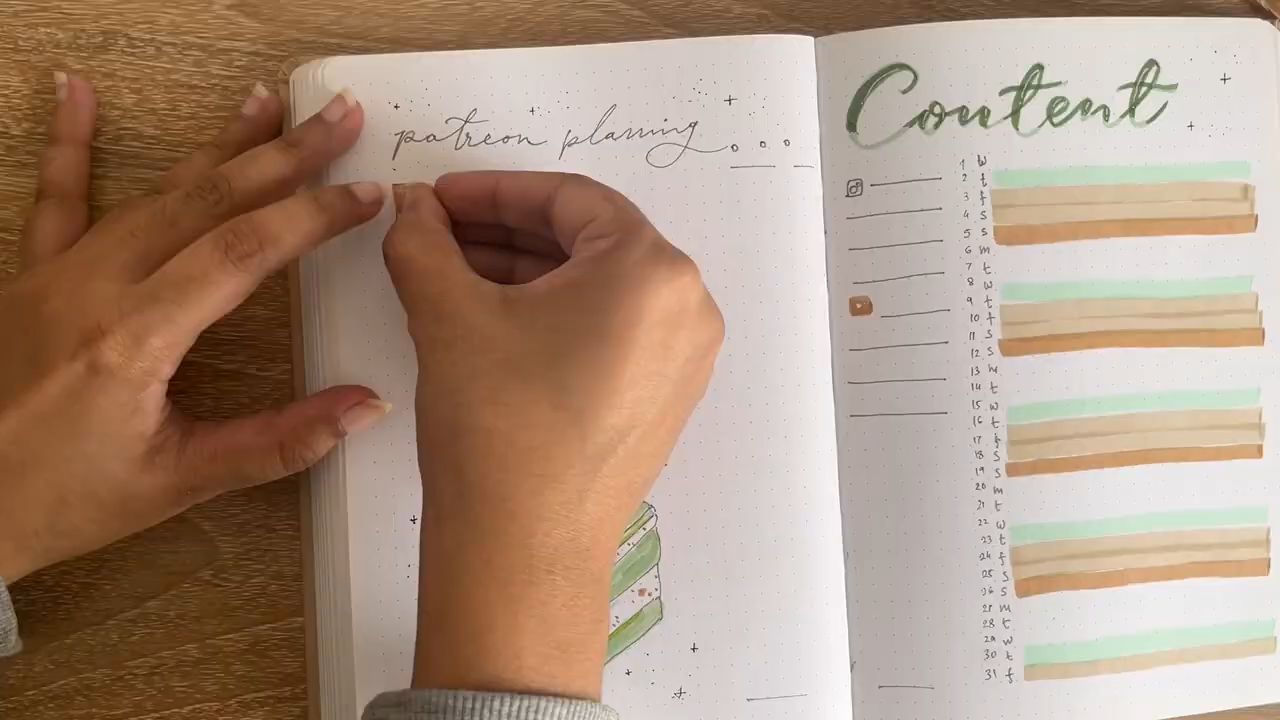 patreon planning
Content
1 w
2 t
3 f
4 s
5 s
6 m
7 t
8 w
9 t
10 f
11 s
12 s
13 m
14 t
15 w
16 t
17 f
18 s
19 s
20 m
21 t
22 w
23 t
24 f
25 s
26 s
27 m
28 t
29 w
30 t
31 f